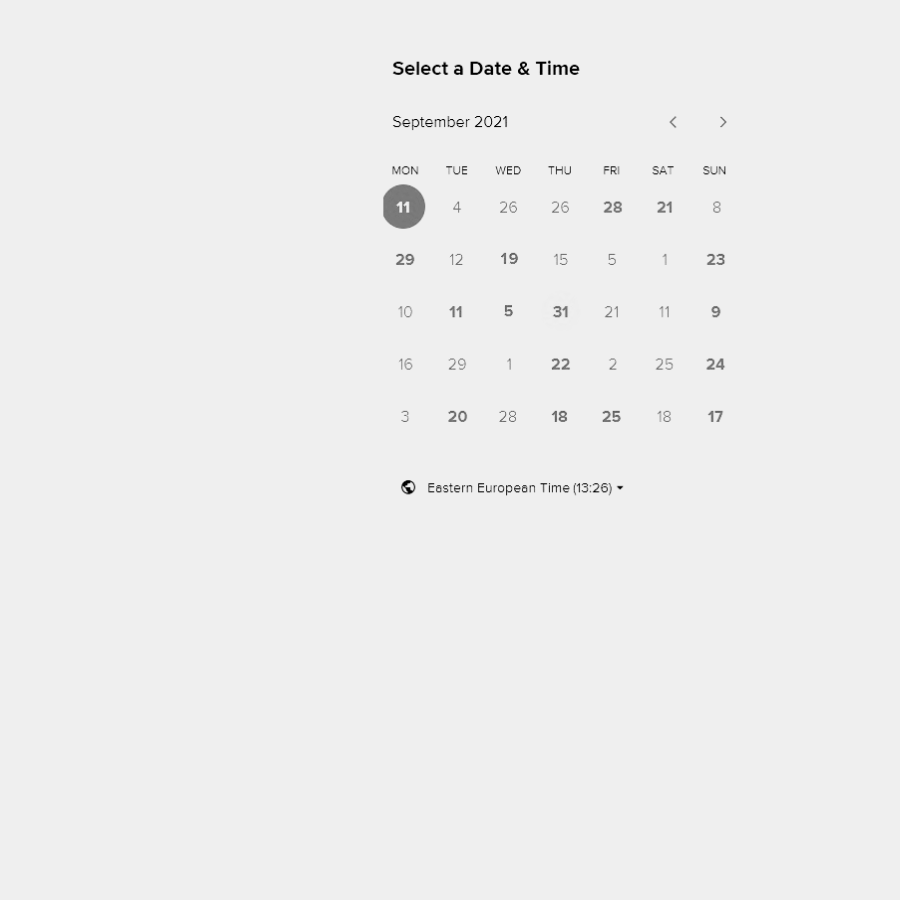 Select a Date & Time
September 2021
MON TUE WED THU FRI SAT SUN
11 4 26 26 28 21 8
29 12 19 15 5 1 23
10 11 5 31 21 11 9
16 29 1 22 2 25 24
3 20 28 18 25 18 17
Eastern European Time (13:26)